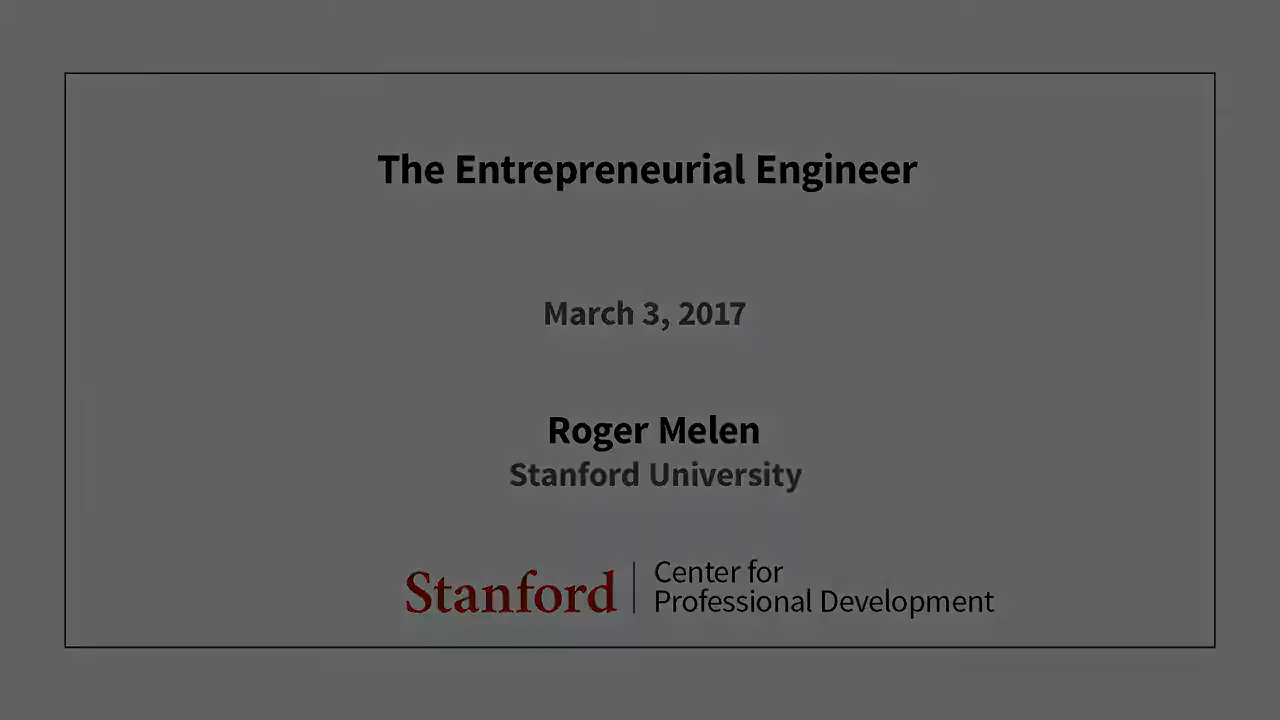 The Entrepreneurial Engineer
March 3, 2017
Roger Melen
Stanford University
Stanford
Center for
Professional Development